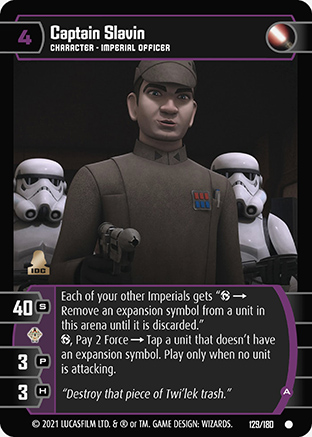 4
Captain Slavin
CHARACTER - IMPERIAL OFFICER
IDC
40 S
3 P
3 H
Each of your other Imperials gets “ →
Remove an expansion symbol from a unit in
this arena until it is discarded.”
, Pay 2 Force → Tap a unit that doesn’t have
an expansion symbol. Play only when no unit
is attacking.
“Destroy that piece of Twi’lek trash.”
A
© 2021 LUCASFILM LTD. & ® or TM. GAME DESIGN: WIZARDS.
129/180